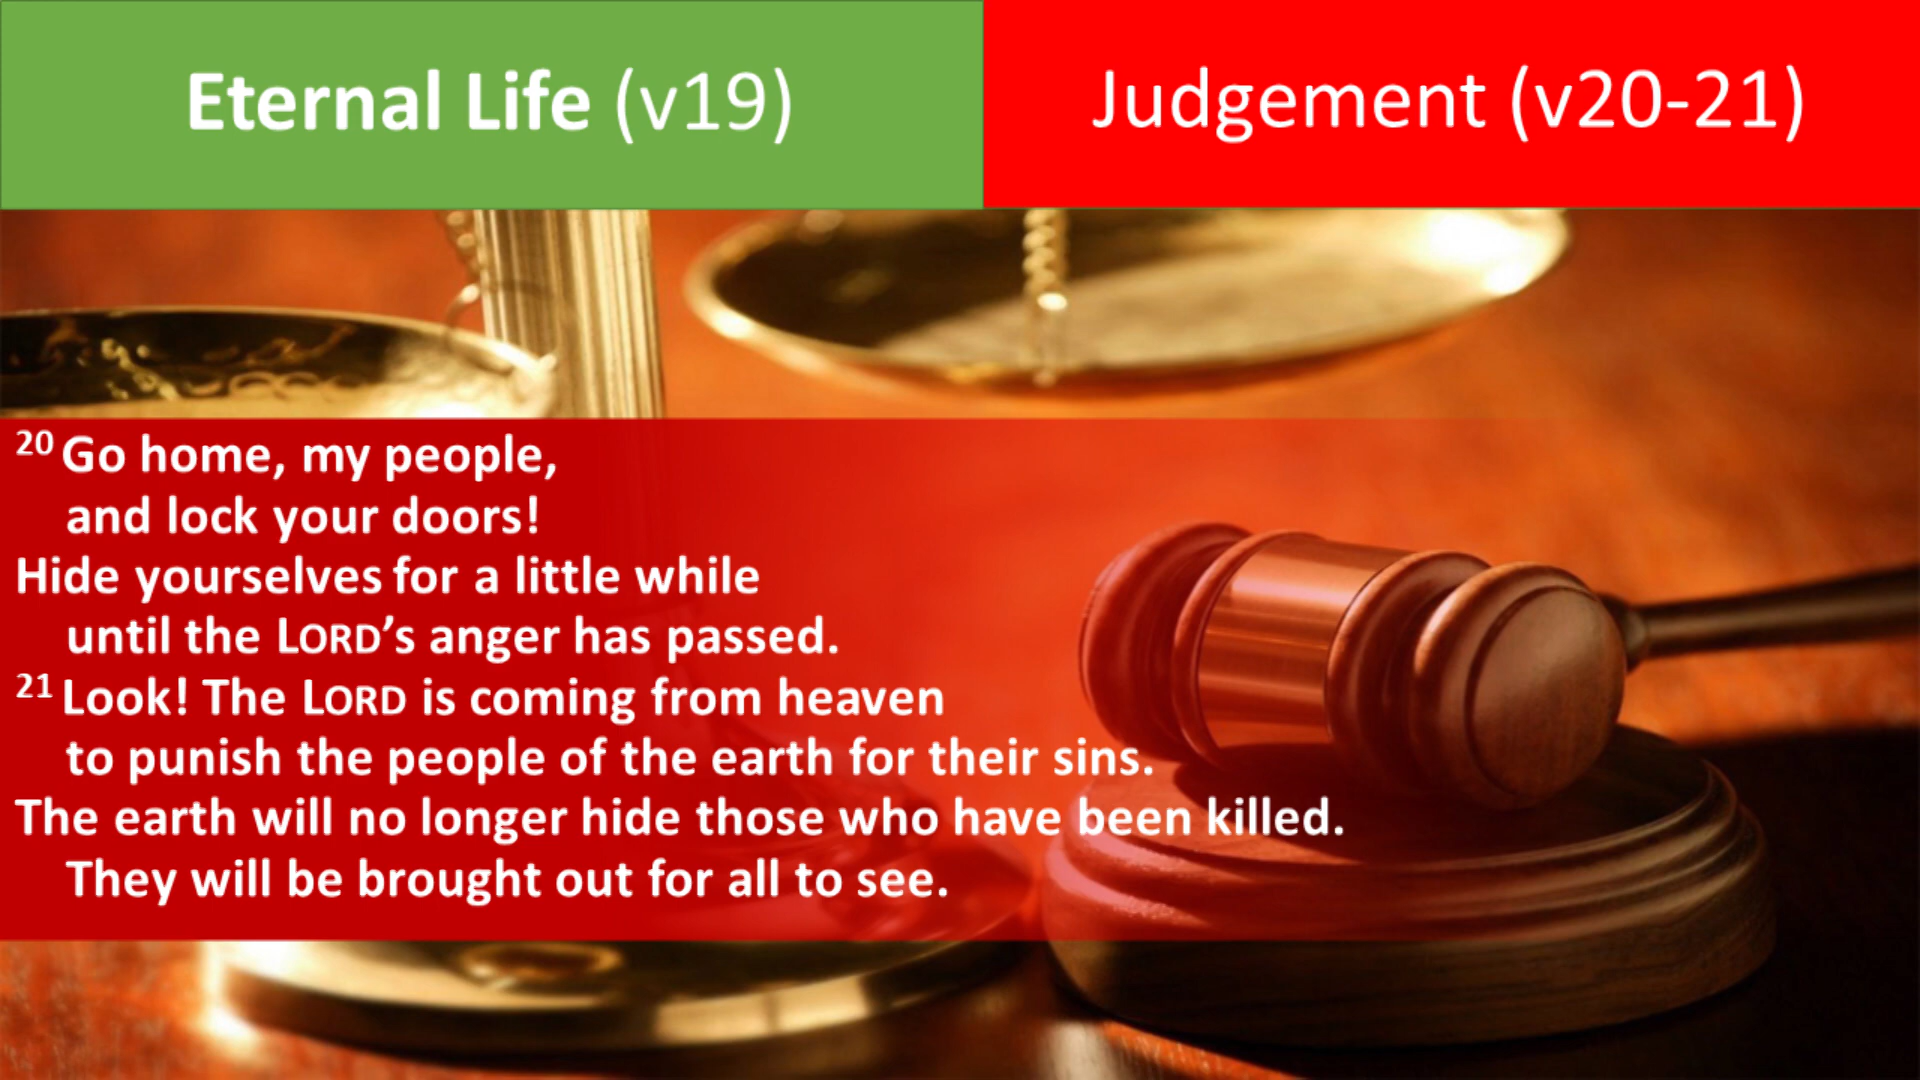 Eternal Life (v19)
Judgement (v20-21)
20 Go home, my people,
and lock your doors!
Hide yourselves for a little while
until the LORD’s anger has passed.
21 Look! The LORD is coming from heaven
to punish the people of the earth for their sins.
The earth will no longer hide those who have been killed.
They will be brought out for all to see.